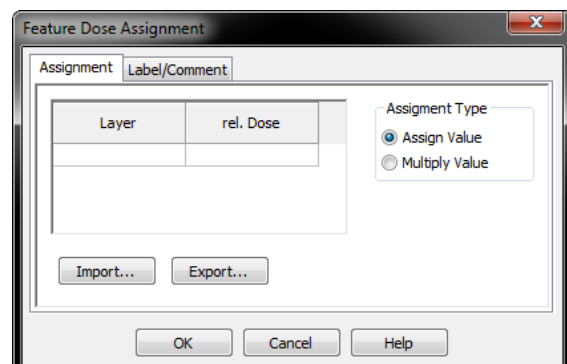 Feature Dose Assignment
Assignment Label/Comment
Layer rel. Dose
Assigment Type
Assign Value
Multiply Value
Import... Export...
OK Cancel Help